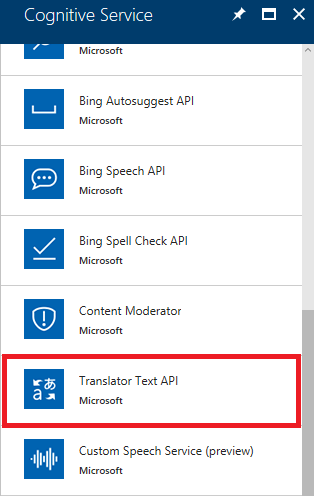 Cognitive Service
Bing Autosuggest API
Microsoft
Bing Speech API
Microsoft
Bing Spell Check API
Microsoft
Content Moderator
Microsoft
Translator Text API
Microsoft
Custom Speech Service (preview)
Microsoft